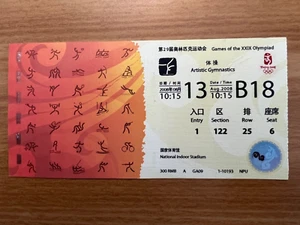 第29届奥林匹克运动会 Games of the XXIX Olympiad
体操
Artistic Gymnastics
日期 / 时间
2008年08月
10:15
13
Date / Time
Aug.2008
10:15
B18
入口 区 排 座席
Entry Section Row Seat
1 122 25 6
国家体育馆
National Indoor Stadium
300 RMB A GA09 1-10193 NPU